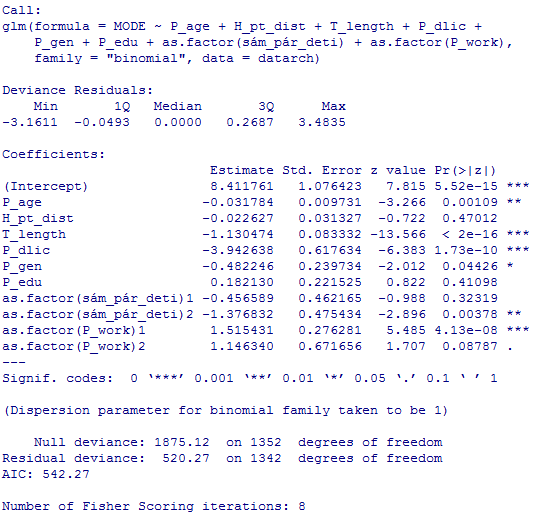 Call:
glm(formula = MODE ~ P_age + H_pt_dist + T_length + P_dlic +
    P_gen + P_edu + as.factor(sám_pár_deti) + as.factor(P_work),
    family = "binomial", data = datarch)
Deviance Residuals:
    Min       1Q   Median       3Q      Max
-3.1611  -0.0493   0.0000   0.2687   3.4835
Coefficients:
                          Estimate Std. Error z value Pr(>|z|)
(Intercept)               8.411761   1.076423   7.815 5.52e-15 ***
P_age                    -0.031784   0.009731  -3.266  0.00109 **
H_pt_dist                -0.022627   0.031327  -0.722  0.47012
T_length                 -1.130474   0.083332 -13.566  < 2e-16 ***
P_dlic                   -3.942638   0.617634  -6.383 1.73e-10 ***
P_gen                    -0.482246   0.239734  -2.012  0.04426 *
P_edu                     0.182130   0.221525   0.822  0.41098
as.factor(sám_pár_deti)1 -0.456589   0.462165  -0.988  0.32319
as.factor(sám_pár_deti)2 -1.376832   0.475434  -2.896  0.00378 **
as.factor(P_work)1        1.515431   0.276281   5.485 4.13e-08 ***
as.factor(P_work)2        1.146340   0.671656   1.707  0.08787 .
---
Signif. codes:  0 ‘***’ 0.001 ‘**’ 0.01 ‘*’ 0.05 ‘.’ 0.1 ‘ ’ 1
(Dispersion parameter for binomial family taken to be 1)
    Null deviance: 1875.12  on 1352  degrees of freedom
Residual deviance:  520.27  on 1342  degrees of freedom
AIC: 542.27
Number of Fisher Scoring iterations: 8